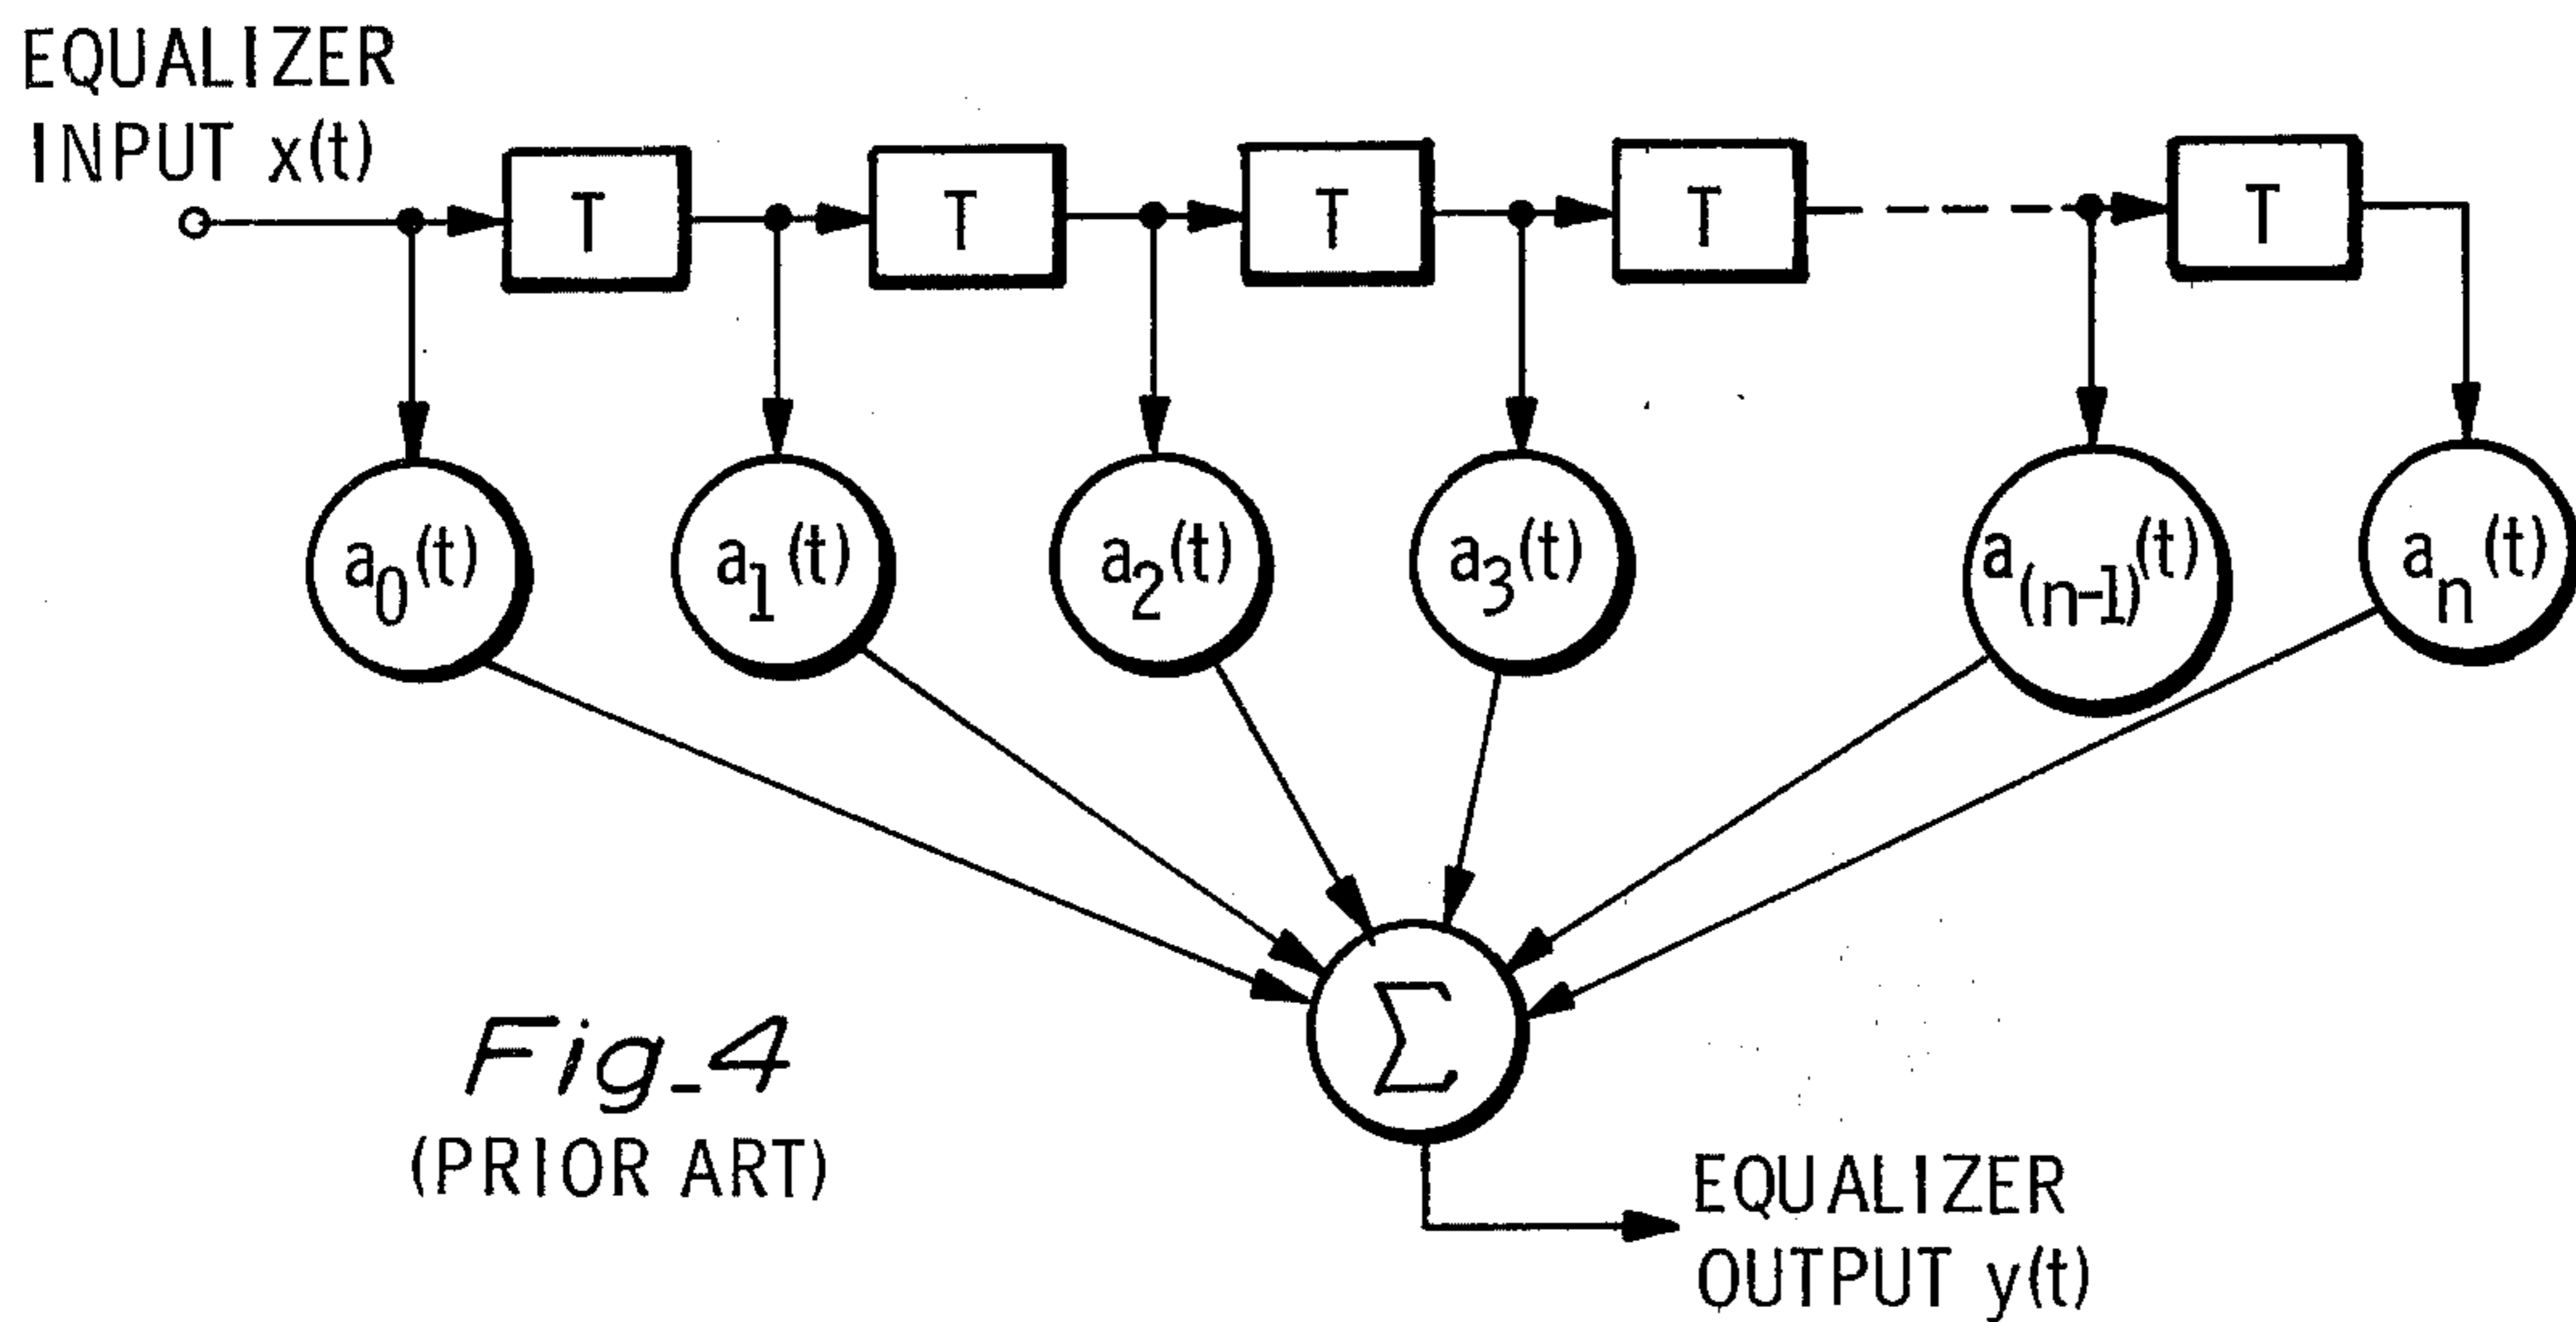 EQUALIZER
INPUT x(t)
T T T T T
a₀(t) a₁(t) a₂(t) a₃(t) a₍ₙ₋₁₎(t) aₙ(t)
Σ
Fig_4
(PRIOR ART)
EQUALIZER
OUTPUT y(t)